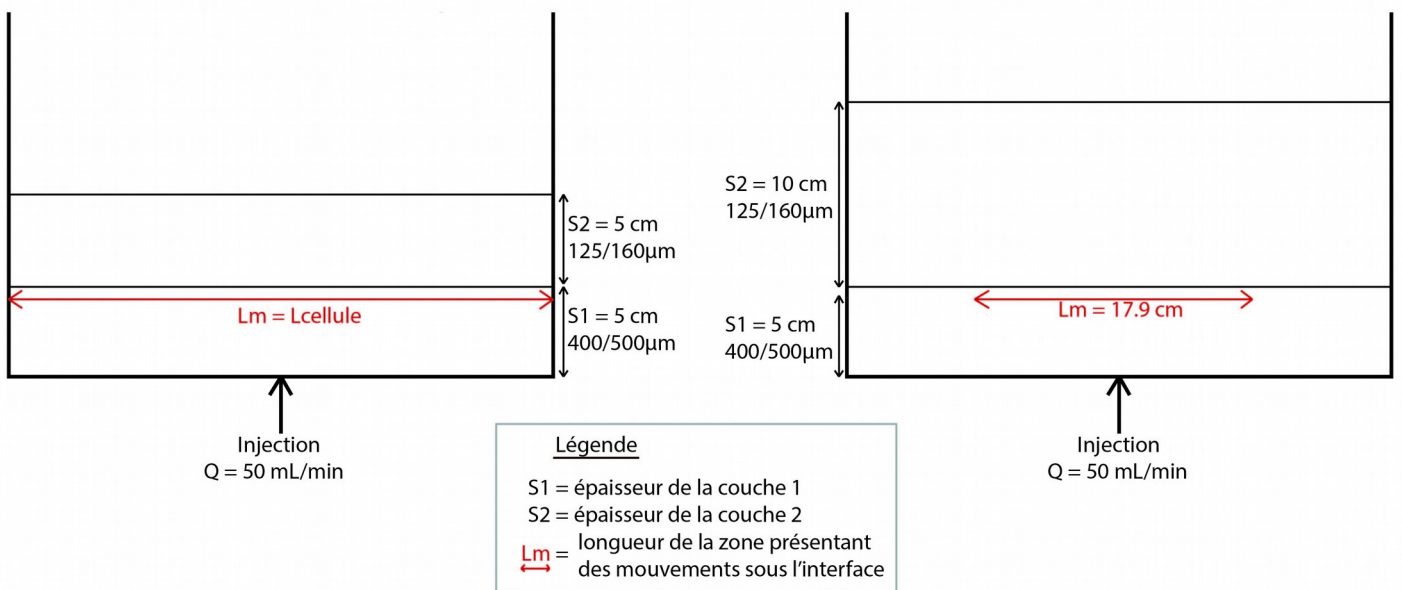 S2 = 5 cm
125/160µm
Lm = Lcellule
S1 = 5 cm
400/500µm
Injection
Q = 50 mL/min
S2 = 10 cm
125/160µm
Lm = 17.9 cm
S1 = 5 cm
400/500µm
Injection
Q = 50 mL/min
Légende
S1 = épaisseur de la couche 1
S2 = épaisseur de la couche 2
Lm = longueur de la zone présentant
des mouvements sous l'interface